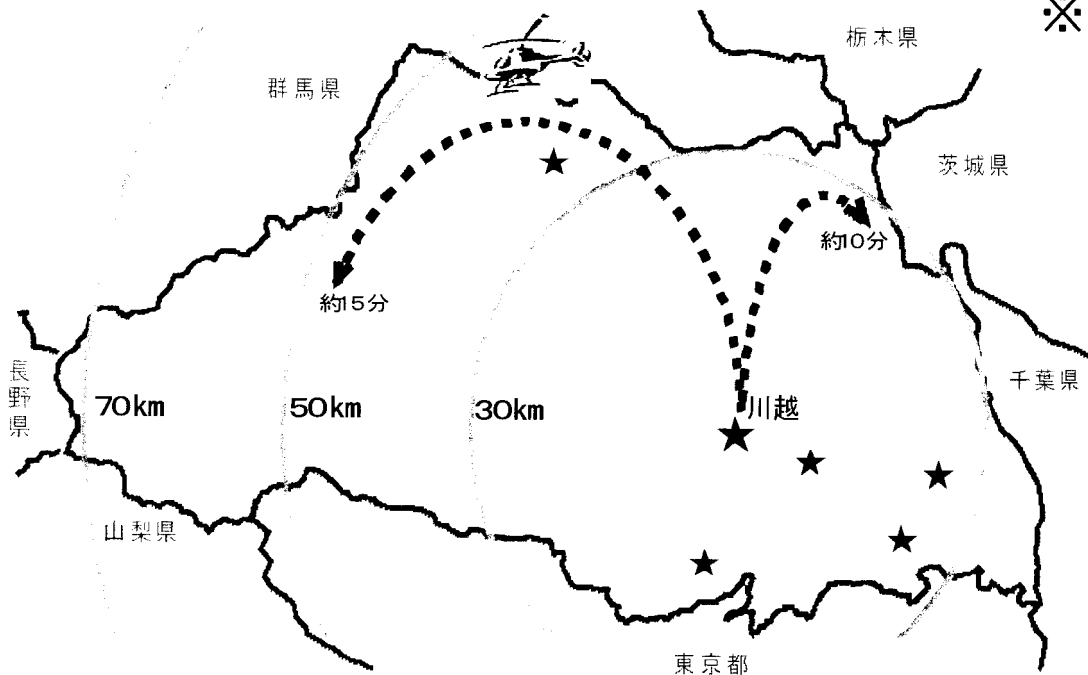 ※
栃木県
群馬県
茨城県
約10分
約15分
長野県
千葉県
70km
50km
30km
川越
山梨県
東京都